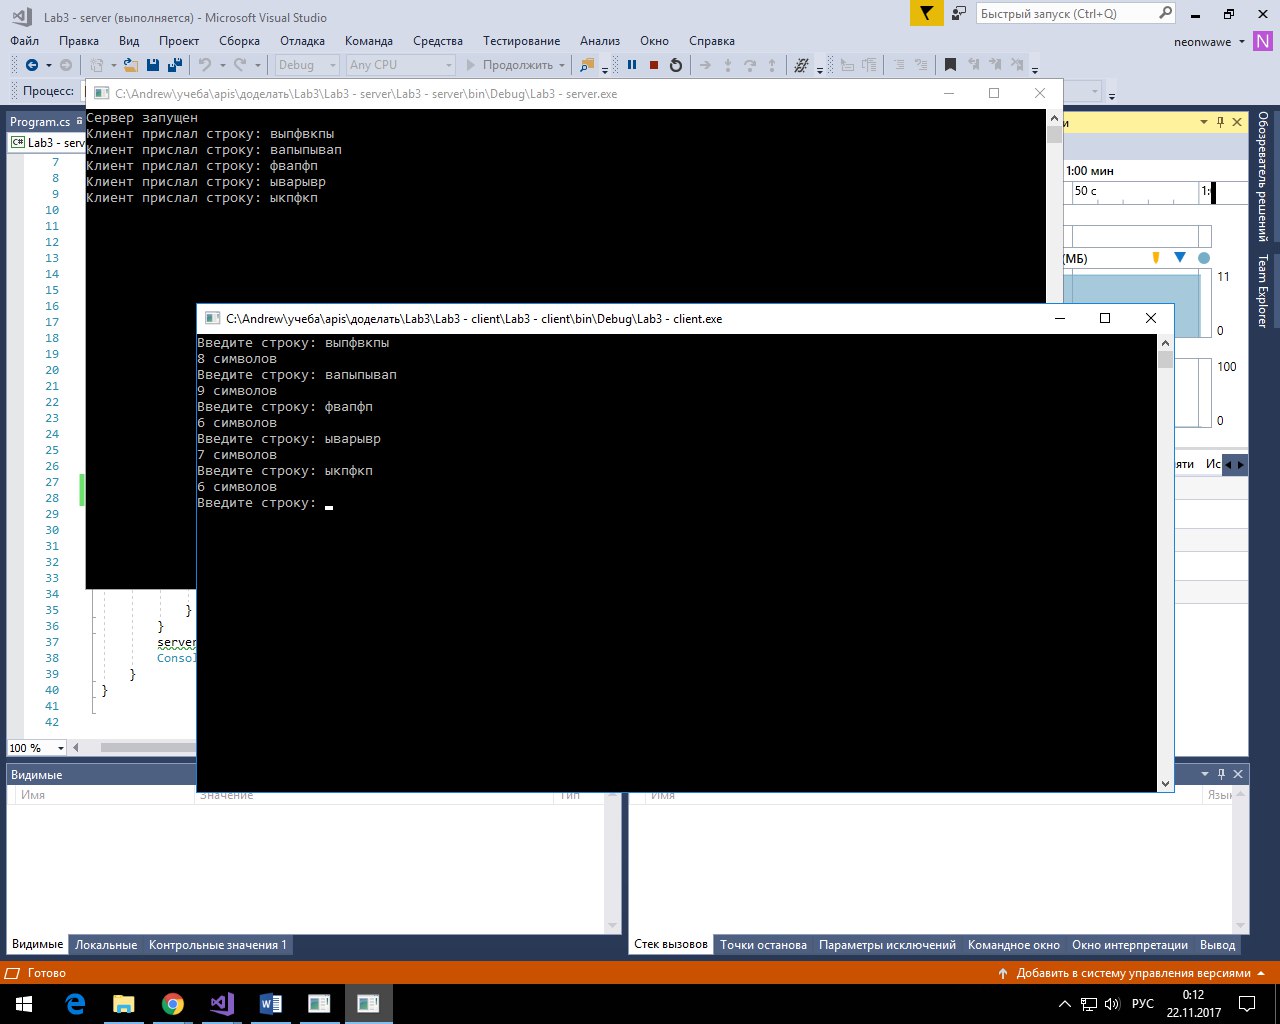 Lab3 - server (выполняется) - Microsoft Visual Studio
Быстрый запуск (Ctrl+Q)
Файл Правка Вид Проект Сборка Отладка Команда Средства Тестирование Анализ Окно Справка
neonwawe N
Debug Any CPU Продолжить
Процесс:
C:\Andrew\учеба\apis\доделать\Lab3\Lab3 - server\Lab3 - server\bin\Debug\Lab3 - server.exe
Program.cs
C# Lab3 - serv
Сервер запущен
Клиент прислал строку: выпфвкпы
Клиент прислал строку: вапыпывап
Клиент прислал строку: фвапфп
Клиент прислал строку: ыварывр
Клиент прислал строку: ыкпфкп
и
1:00 мин
50 с 1:
(МБ)
11
0
100
0
яти Ис
Обозреватель решений
Team Explorer
C:\Andrew\учеба\apis\доделать\Lab3\Lab3 - client\Lab3 - client\bin\Debug\Lab3 - client.exe
Введите строку: выпфвкпы
8 символов
Введите строку: вапыпывап
9 символов
Введите строку: фвапфп
6 символов
Введите строку: ыварывр
7 символов
Введите строку: ыкпфкп
6 символов
Введите строку:
7
8
9
10
11
12
13
14
15
16
17
18
19
20
21
22
23
24
25
26
27
28
29
30
31
32
33
34
35 }
36 }
37 server
38 Consol
39 }
40 }
41
42
100 %
Видимые
Имя Значение Тип
Имя Язык
Видимые Локальные Контрольные значения 1
Стек вызовов Точки останова Параметры исключений Командное окно Окно интерпретации Вывод
Готово
Добавить в систему управления версиями
РУС
0:12
22.11.2017